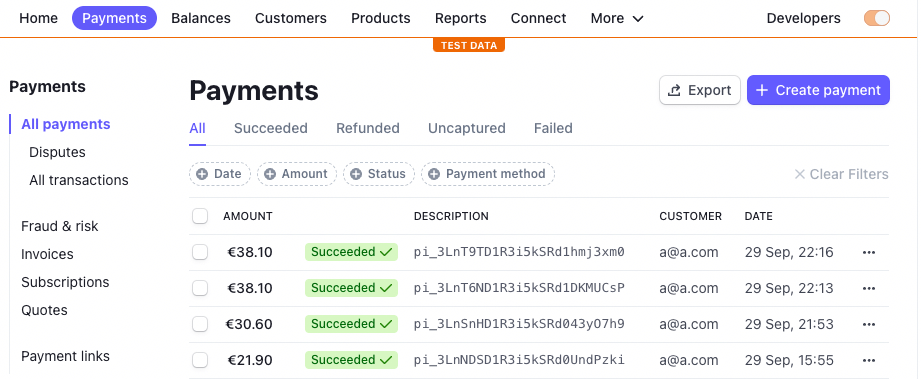 Home Payments Balances Customers Products Reports Connect More Developers
TEST DATA
Payments
All payments
Disputes
All transactions
Fraud & risk
Invoices
Subscriptions
Quotes
Payment links
Payments
Export
Create payment
All Succeeded Refunded Uncaptured Failed
Date Amount Status Payment method Clear Filters
AMOUNT DESCRIPTION CUSTOMER DATE
€38.10 Succeeded pi_3LnT9TD1R3i5kSRd1hmj3xm0 a@a.com 29 Sep, 22:16
€38.10 Succeeded pi_3LnT6ND1R3i5kSRd1DKMUCsP a@a.com 29 Sep, 22:13
€30.60 Succeeded pi_3LnSnHD1R3i5kSRd043yO7h9 a@a.com 29 Sep, 21:53
€21.90 Succeeded pi_3LnNDSD1R3i5kSRd0UndPzki a@a.com 29 Sep, 15:55